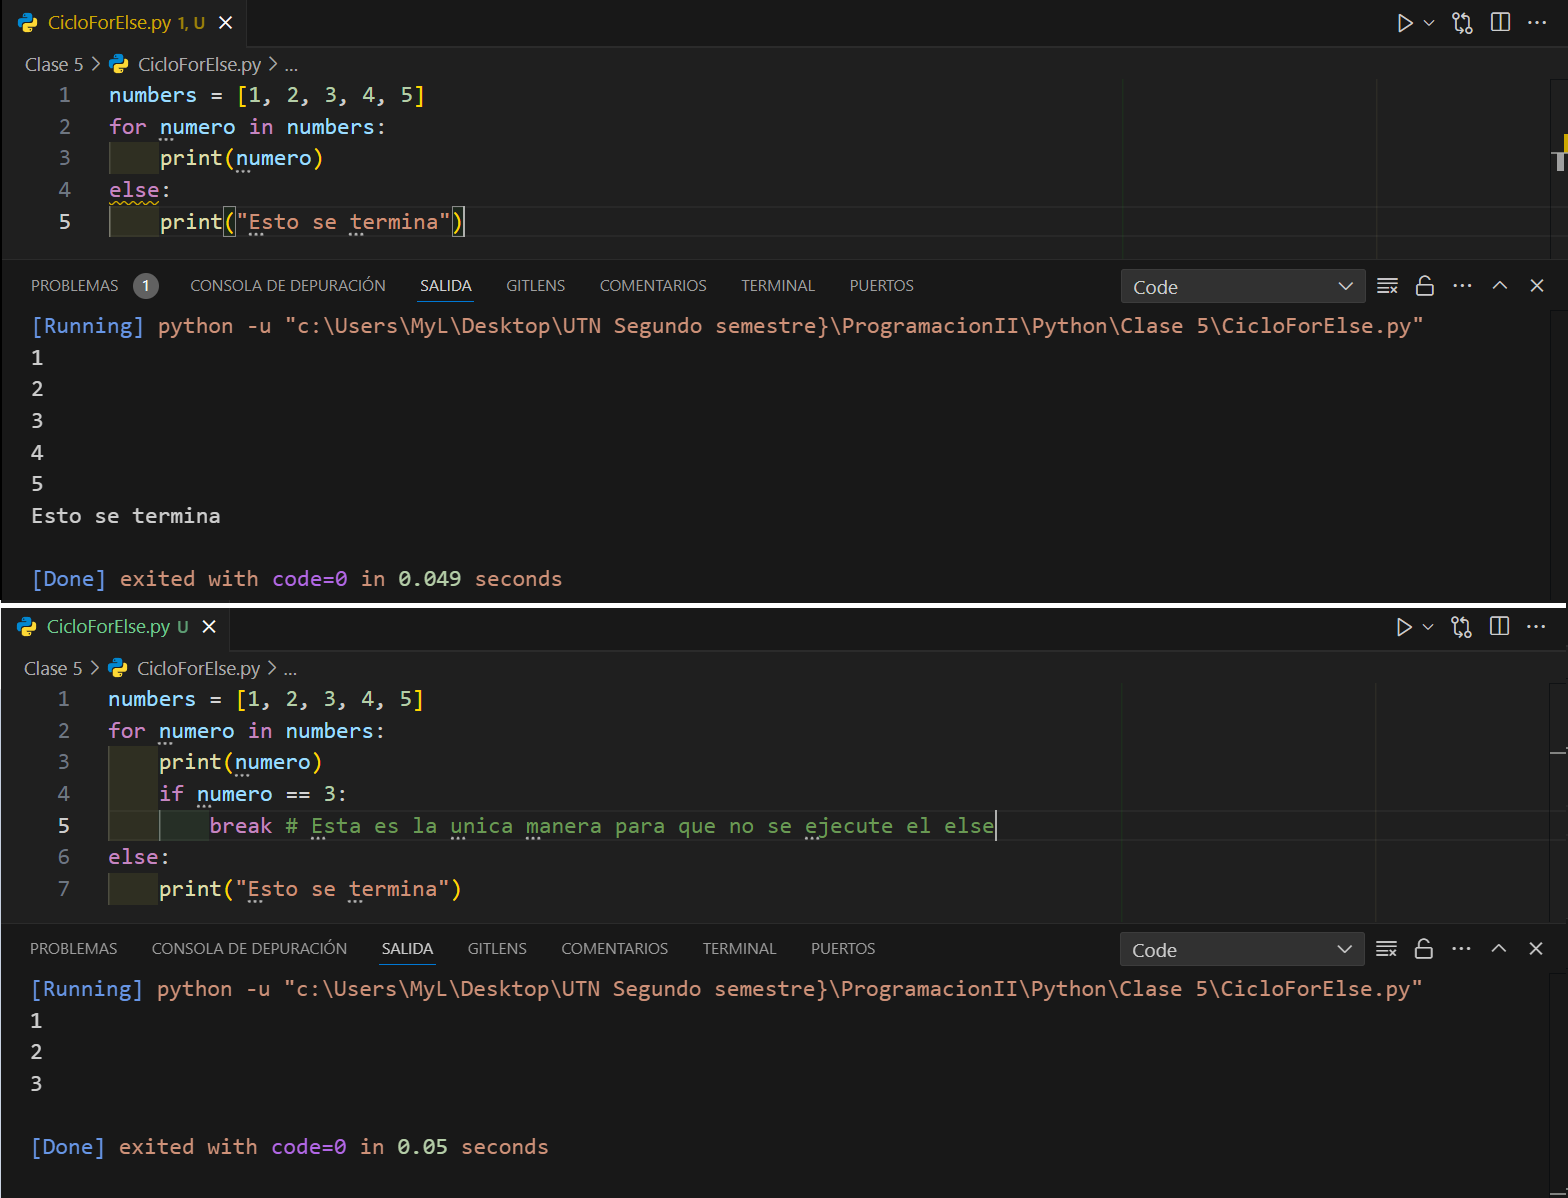 CicloForElse.py 1, U
Clase 5 > CicloForElse.py > ...
1 numbers = [1, 2, 3, 4, 5]
2 for numero in numbers:
3 print(numero)
4 else:
5 print("Esto se termina")
PROBLEMAS 1 CONSOLA DE DEPURACIÓN SALIDA GITLENS COMENTARIOS TERMINAL PUERTOS Code
[Running] python -u "c:\Users\MyL\Desktop\UTN Segundo semestre}\ProgramacionII\Python\Clase 5\CicloForElse.py"
1
2
3
4
5
Esto se termina
[Done] exited with code=0 in 0.049 seconds
CicloForElse.py U
Clase 5 > CicloForElse.py > ...
1 numbers = [1, 2, 3, 4, 5]
2 for numero in numbers:
3 print(numero)
4 if numero == 3:
5 break # Esta es la unica manera para que no se ejecute el else
6 else:
7 print("Esto se termina")
PROBLEMAS CONSOLA DE DEPURACIÓN SALIDA GITLENS COMENTARIOS TERMINAL PUERTOS Code
[Running] python -u "c:\Users\MyL\Desktop\UTN Segundo semestre}\ProgramacionII\Python\Clase 5\CicloForElse.py"
1
2
3
[Done] exited with code=0 in 0.05 seconds